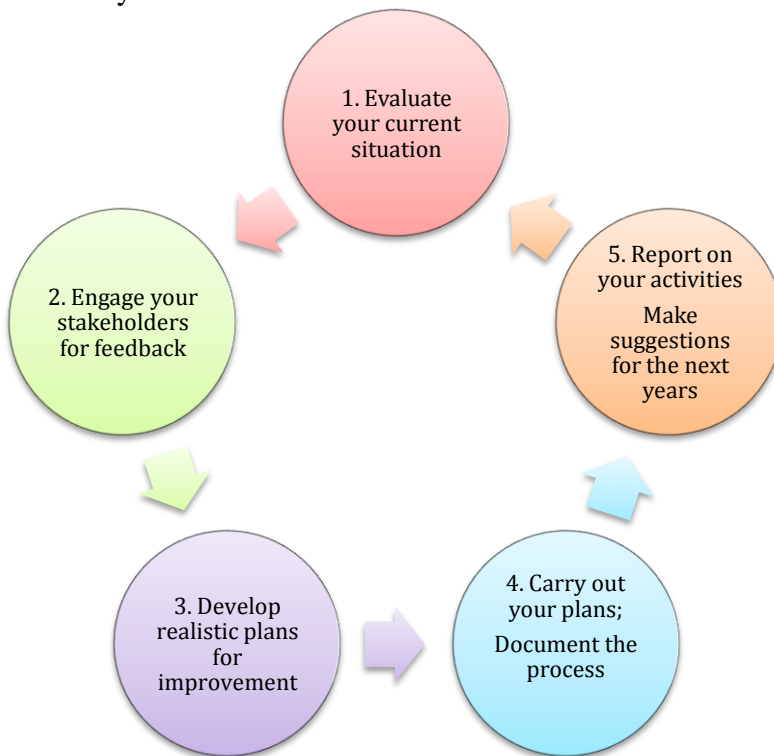 1. Evaluate
your current
situation
2. Engage your
stakeholders
for feedback
3. Develop
realistic plans
for
improvement
4. Carry out
your plans;
Document the
process
5. Report on
your activities
Make
suggestions
for the next
years